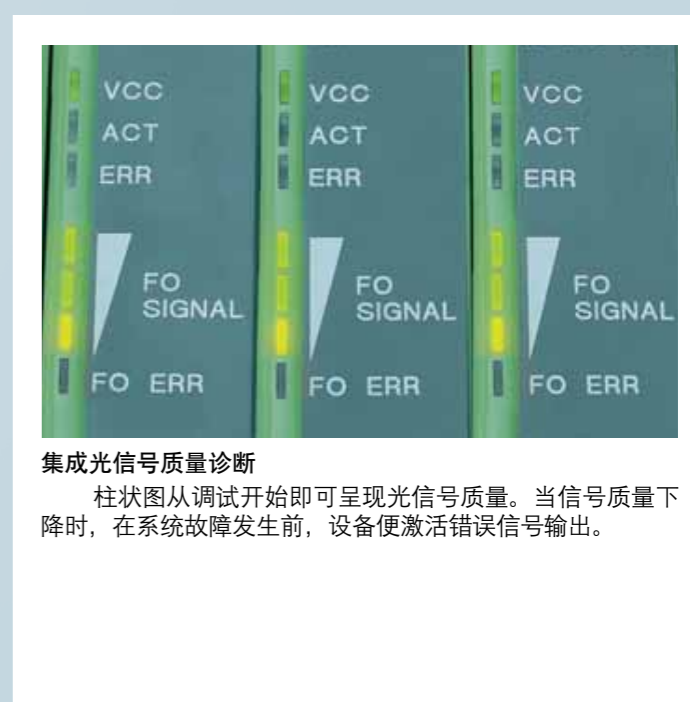 VCC VCC VCC
ACT ACT ACT
ERR ERR ERR
FO FO FO
SIGNAL SIGNAL SIGNAL
FO ERR FO ERR FO ERR
集成光信号质量诊断
柱状图从调试开始即可呈现光信号质量。当信号质量下
降时，在系统故障发生前，设备便激活错误信号输出。